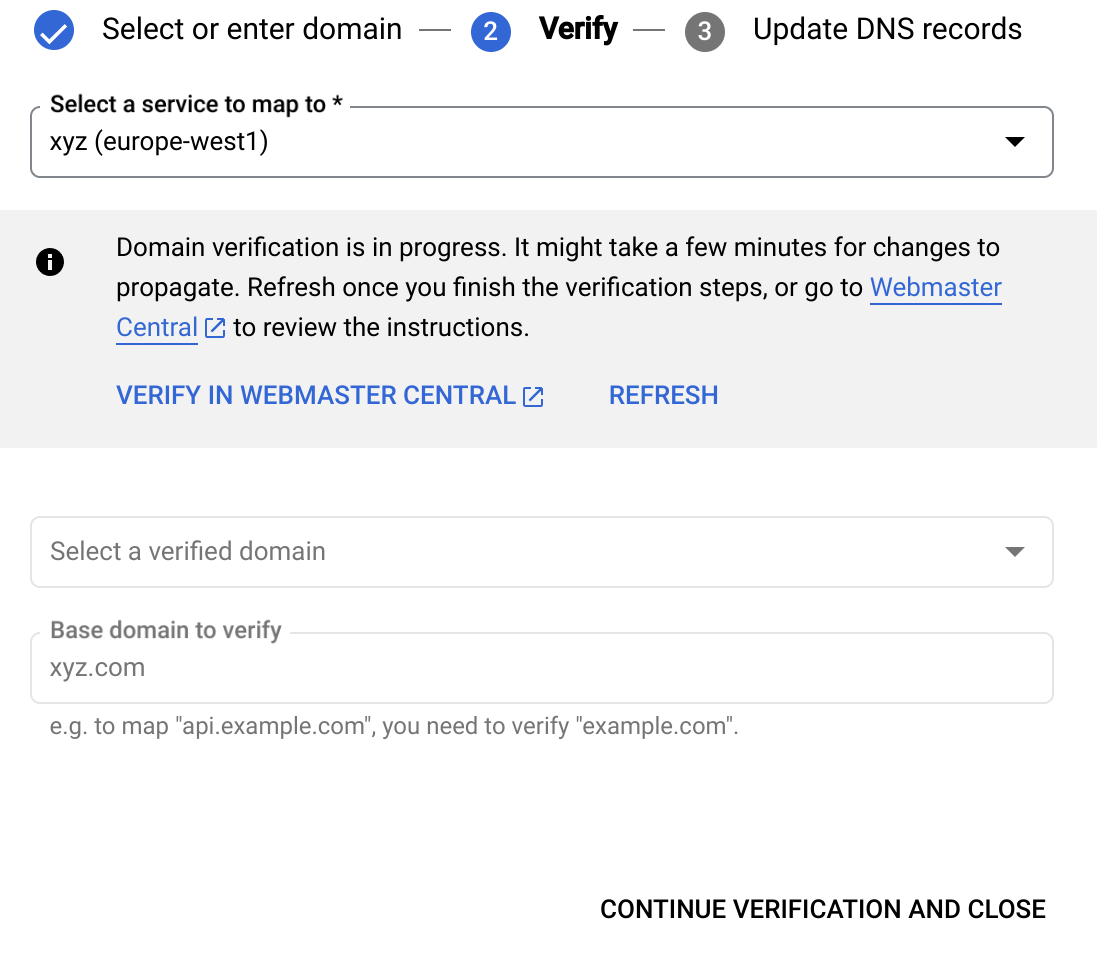 Select or enter domain
2
Verify
3
Update DNS records
Select a service to map to *
xyz (europe-west1)
Domain verification is in progress. It might take a few minutes for changes to
propagate. Refresh once you finish the verification steps, or go to Webmaster
Central to review the instructions.
VERIFY IN WEBMASTER CENTRAL
REFRESH
Select a verified domain
Base domain to verify
xyz.com
e.g. to map "api.example.com", you need to verify "example.com".
CONTINUE VERIFICATION AND CLOSE